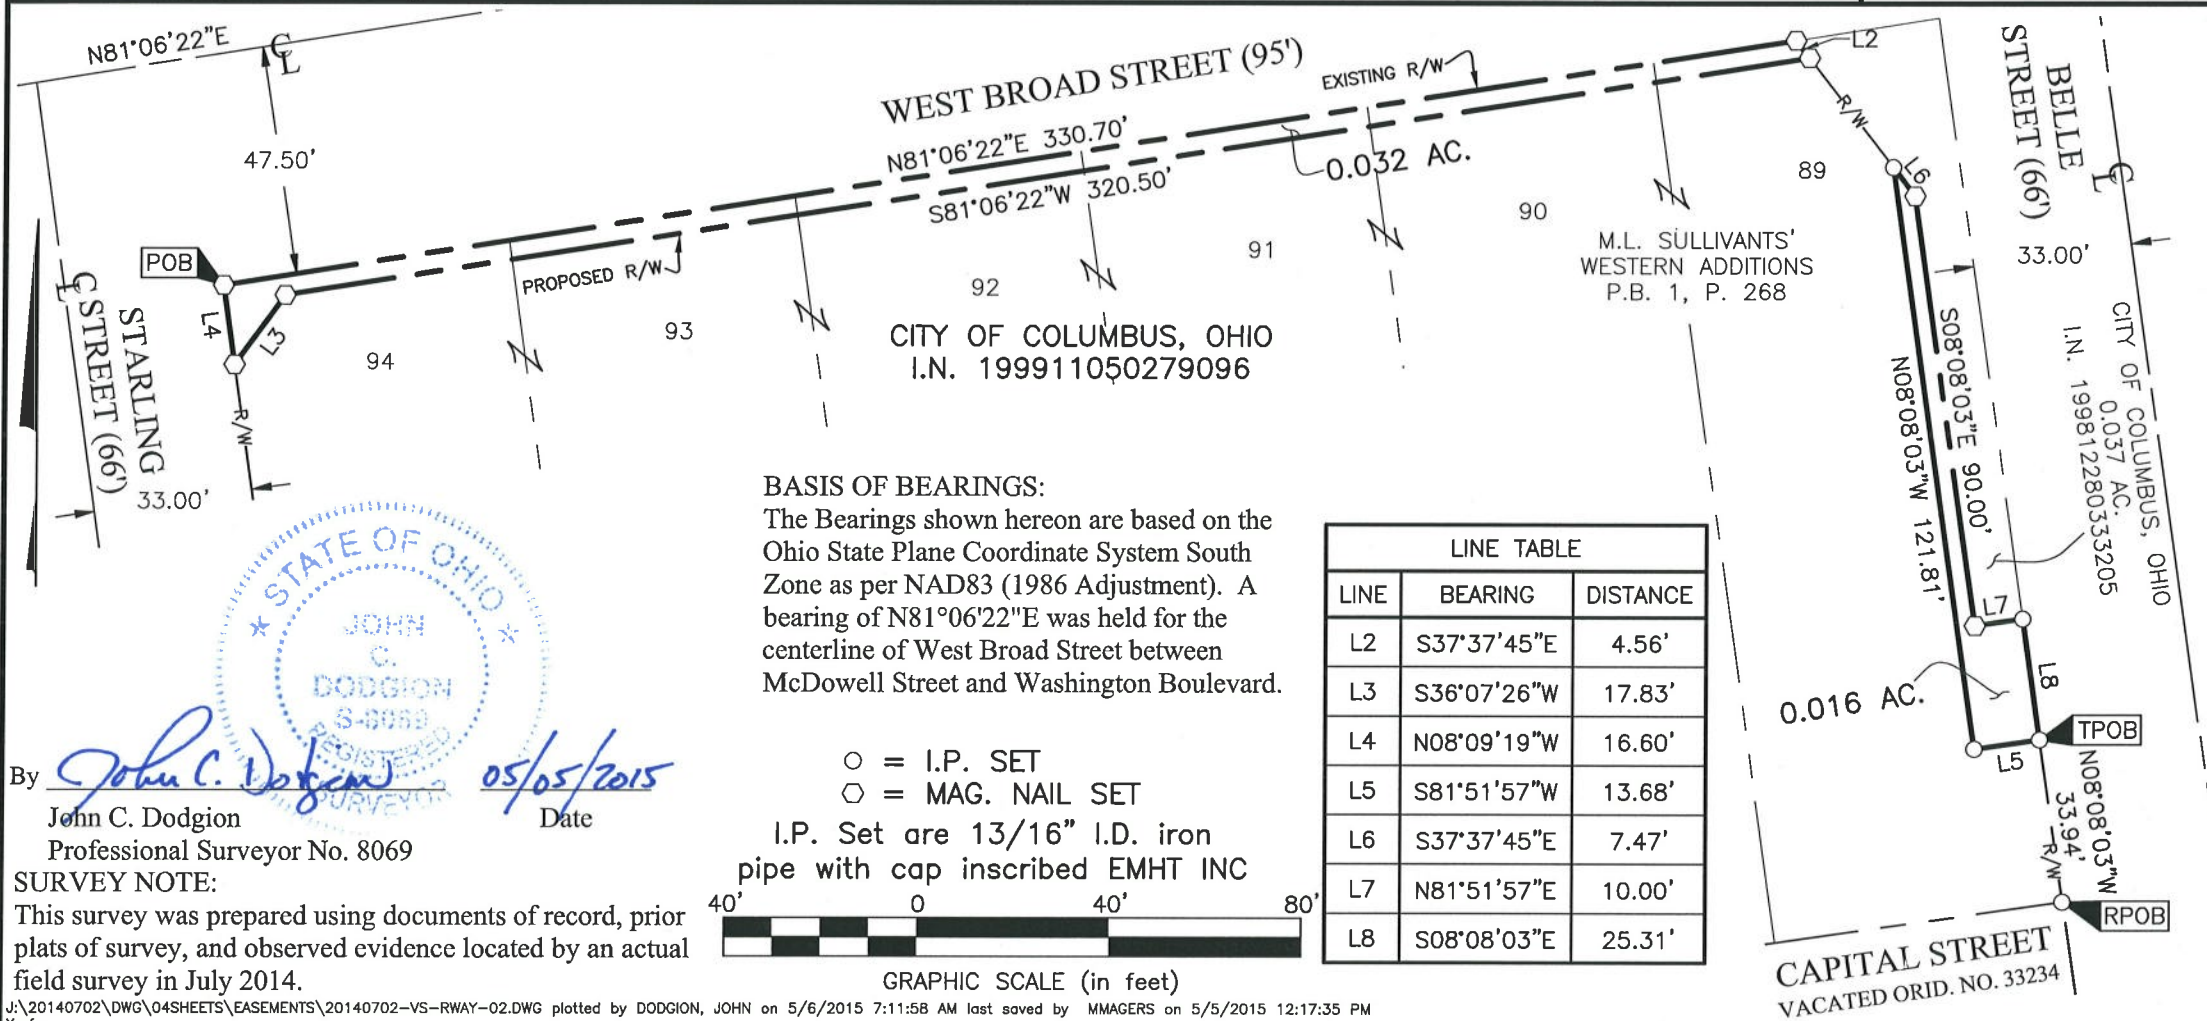 N81°06'22"E
CL
47.50'
WEST BROAD STREET (95')
EXISTING R/W
L2
N81°06'22"E 330.70'
S81°06'22"W 320.50'
0.032 AC.
R/W
L6
POB
PROPOSED R/W
L4
L3
94
93
92
91
90
89
CL
STARLING
STREET (66')
33.00'
R/W
CITY OF COLUMBUS, OHIO
I.N. 199911050279096
M.L. SULLIVANTS'
WESTERN ADDITIONS
P.B. 1, P. 268
BELLE
STREET (66')
CL
33.00'
S08°08'03"E 90.00'
N08°08'03"W 121.81'
CITY OF COLUMBUS, OHIO
I.N. 199812280333205
0.037 AC.
L7
L8
0.016 AC.
TPOB
L5
N08°08'03"W
33.94'
R/W
RPOB
CAPITAL STREET
VACATED ORID. NO. 33234
BASIS OF BEARINGS:
The Bearings shown hereon are based on the
Ohio State Plane Coordinate System South
Zone as per NAD83 (1986 Adjustment). A
bearing of N81°06'22"E was held for the
centerline of West Broad Street between
McDowell Street and Washington Boulevard.
○ = I.P. SET
⬡ = MAG. NAIL SET
I.P. Set are 13/16" I.D. iron
pipe with cap inscribed EMHT INC
40' 0 40' 80'
GRAPHIC SCALE (in feet)
LINE TABLE
LINE BEARING DISTANCE
L2 S37°37'45"E 4.56'
L3 S36°07'26"W 17.83'
L4 N08°09'19"W 16.60'
L5 S81°51'57"W 13.68'
L6 S37°37'45"E 7.47'
L7 N81°51'57"E 10.00'
L8 S08°08'03"E 25.31'
★ STATE OF OHIO ★
JOHN
C.
DODGION
S-8069
REGISTERED
SURVEYOR
By John C. Dodgion 05/05/2015
John C. Dodgion Date
Professional Surveyor No. 8069
SURVEY NOTE:
This survey was prepared using documents of record, prior
plats of survey, and observed evidence located by an actual
field survey in July 2014.
J:\20140702\DWG\04SHEETS\EASEMENTS\20140702-VS-RWAY-02.DWG plotted by DODGION, JOHN on 5/6/2015 7:11:58 AM last saved by MMAGERS on 5/5/2015 12:17:35 PM